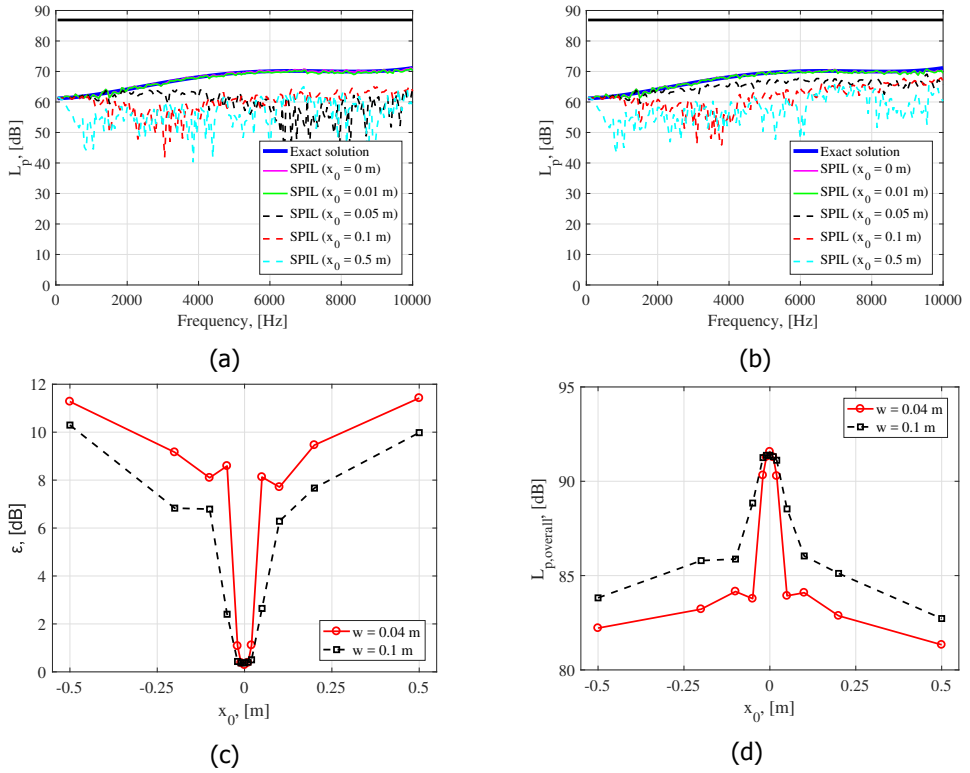 90
80
70
60
50
40
30
20
10
0
L_p, [dB]
Exact solution
SPIL (x_0 = 0 m)
SPIL (x_0 = 0.01 m)
SPIL (x_0 = 0.05 m)
SPIL (x_0 = 0.1 m)
SPIL (x_0 = 0.5 m)
0 2000 4000 6000 8000 10000
Frequency, [Hz]
(a)
90
80
70
60
50
40
30
20
10
0
L_p, [dB]
Exact solution
SPIL (x_0 = 0 m)
SPIL (x_0 = 0.01 m)
SPIL (x_0 = 0.05 m)
SPIL (x_0 = 0.1 m)
SPIL (x_0 = 0.5 m)
0 2000 4000 6000 8000 10000
Frequency, [Hz]
(b)
12
10
8
6
4
2
0
ε, [dB]
w = 0.04 m
w = 0.1 m
-0.5 -0.25 0 0.25 0.5
x_0, [m]
(c)
95
90
85
80
L_p,overall, [dB]
w = 0.04 m
w = 0.1 m
-0.5 -0.25 0 0.25 0.5
x_0, [m]
(d)